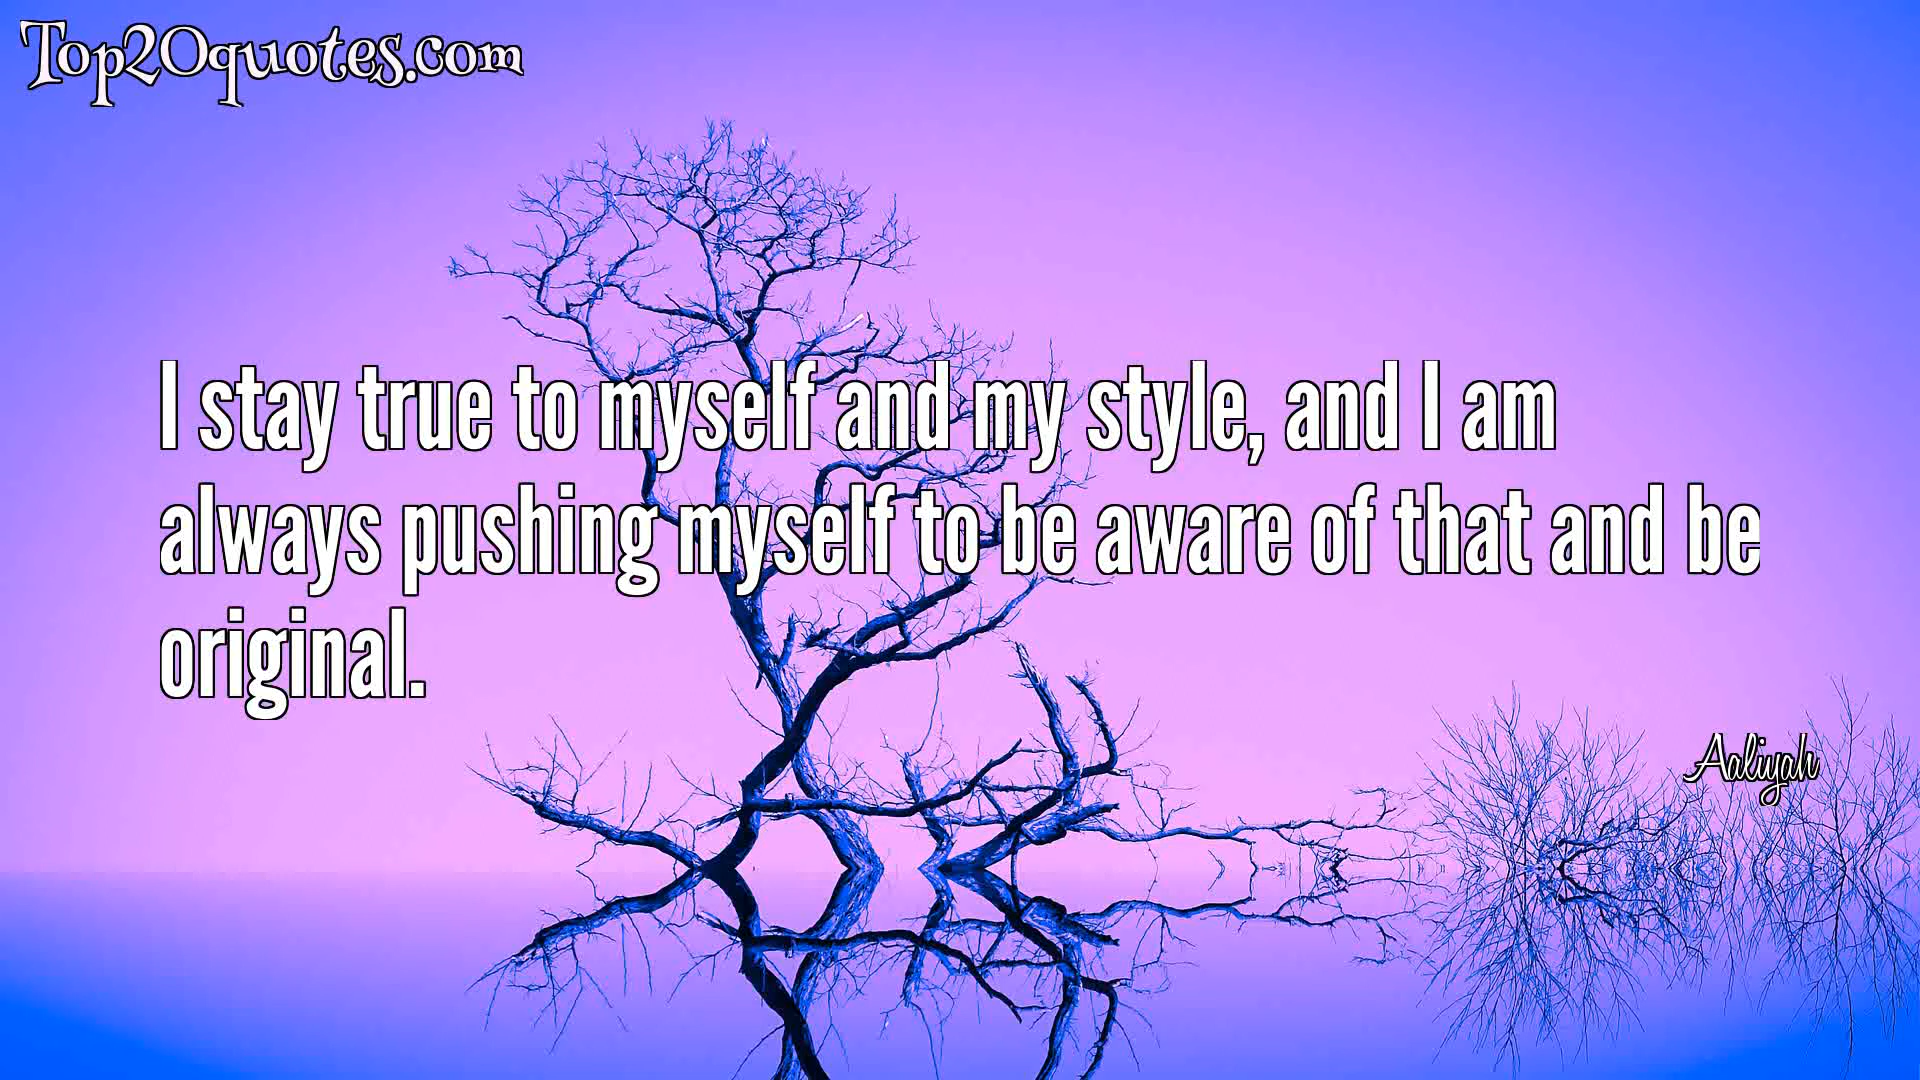 Top20quotes.com
I stay true to myself and my style, and I am
always pushing myself to be aware of that and be
original.
Aaliyah